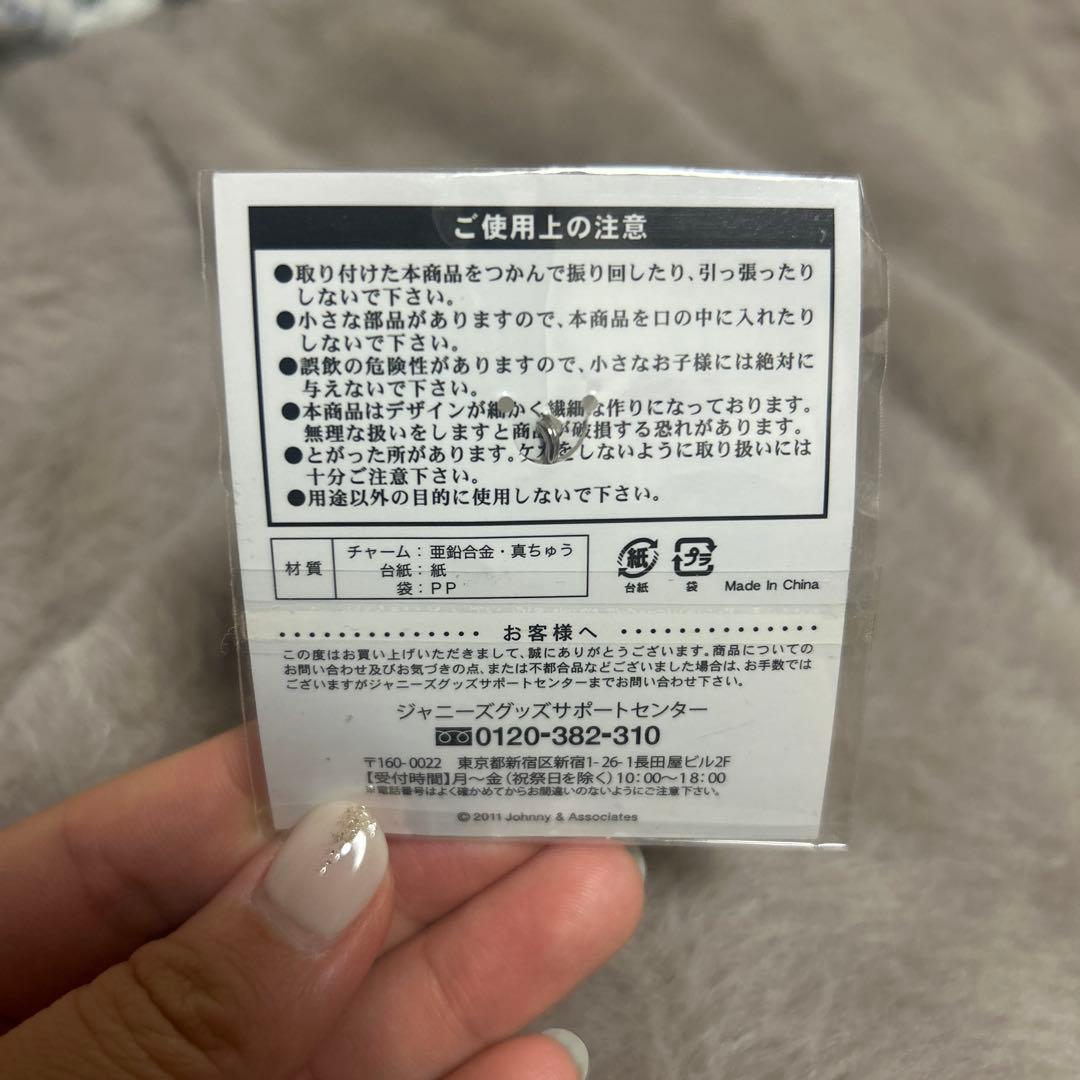 ご使用上の注意
●取り付けた本商品をつかんで振り回したり、引っ張ったり
しないで下さい。
●小さな部品がありますので、本商品を口の中に入れたり
しないで下さい。
●誤飲の危険性がありますので、小さなお子様には絶対に
与えないで下さい。
●本商品はデザインが細かく繊細な作りになっております。
無理な扱いをしますと商品が破損する恐れがあります。
●とがった所があります。ケガをしないように取り扱いには
十分ご注意下さい。
●用途以外の目的に使用しないで下さい。
材質
チャーム：亜鉛合金・真ちゅう
台紙：紙
袋：PP
紙
台紙
プラ
袋
Made In China
お客様へ
この度はお買い上げいただきまして、誠にありがとうございます。商品についての
お問い合わせ及びお気づきの点、または不都合品などございました場合は、お手数では
ございますがジャニーズグッズサポートセンターまでお問い合わせ下さい。
ジャニーズグッズサポートセンター
0120-382-310
〒160-0022 東京都新宿区新宿1-26-1長田屋ビル2F
【受付時間】月〜金（祝祭日を除く）10:00〜18:00
※電話番号はよく確かめてからお間違いのないようにご注意下さい。
© 2011 Johnny & Associates